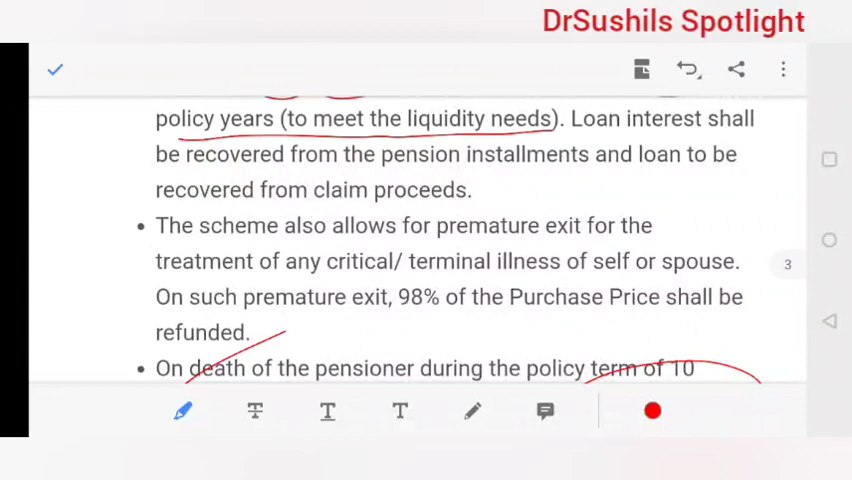 DrSushils Spotlight
policy years (to meet the liquidity needs). Loan interest shall
be recovered from the pension installments and loan to be
recovered from claim proceeds.
• The scheme also allows for premature exit for the
treatment of any critical/ terminal illness of self or spouse.
3
On such premature exit, 98% of the Purchase Price shall be
refunded.
• On death of the pensioner during the policy term of 10